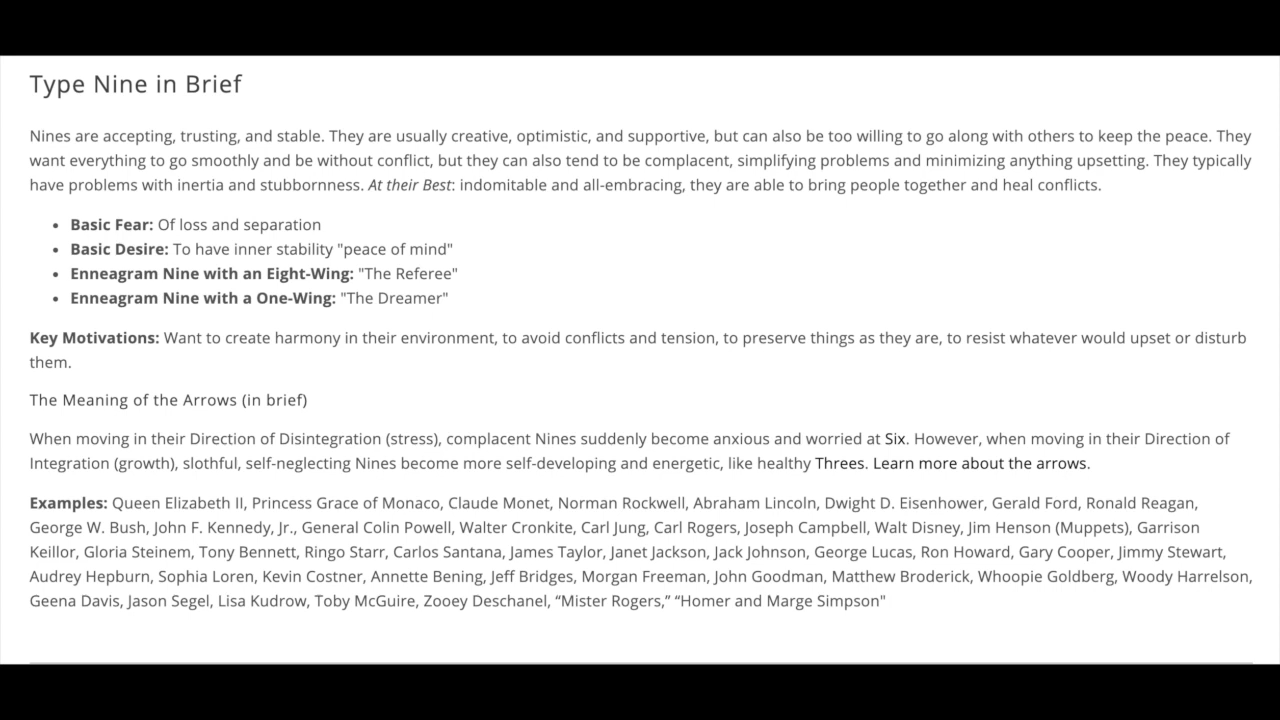 Type Nine in Brief
Nines are accepting, trusting, and stable. They are usually creative, optimistic, and supportive, but can also be too willing to go along with others to keep the peace. They
want everything to go smoothly and be without conflict, but they can also tend to be complacent, simplifying problems and minimizing anything upsetting. They typically
have problems with inertia and stubbornness. At their Best: indomitable and all-embracing, they are able to bring people together and heal conflicts.
• Basic Fear: Of loss and separation
• Basic Desire: To have inner stability "peace of mind"
• Enneagram Nine with an Eight-Wing: "The Referee"
• Enneagram Nine with a One-Wing: "The Dreamer"
Key Motivations: Want to create harmony in their environment, to avoid conflicts and tension, to preserve things as they are, to resist whatever would upset or disturb
them.
The Meaning of the Arrows (in brief)
When moving in their Direction of Disintegration (stress), complacent Nines suddenly become anxious and worried at Six. However, when moving in their Direction of
Integration (growth), slothful, self-neglecting Nines become more self-developing and energetic, like healthy Threes. Learn more about the arrows.
Examples: Queen Elizabeth II, Princess Grace of Monaco, Claude Monet, Norman Rockwell, Abraham Lincoln, Dwight D. Eisenhower, Gerald Ford, Ronald Reagan,
George W. Bush, John F. Kennedy, Jr., General Colin Powell, Walter Cronkite, Carl Jung, Carl Rogers, Joseph Campbell, Walt Disney, Jim Henson (Muppets), Garrison
Keillor, Gloria Steinem, Tony Bennett, Ringo Starr, Carlos Santana, James Taylor, Janet Jackson, Jack Johnson, George Lucas, Ron Howard, Gary Cooper, Jimmy Stewart,
Audrey Hepburn, Sophia Loren, Kevin Costner, Annette Bening, Jeff Bridges, Morgan Freeman, John Goodman, Matthew Broderick, Whoopie Goldberg, Woody Harrelson,
Geena Davis, Jason Segel, Lisa Kudrow, Toby McGuire, Zooey Deschanel, “Mister Rogers,” “Homer and Marge Simpson"